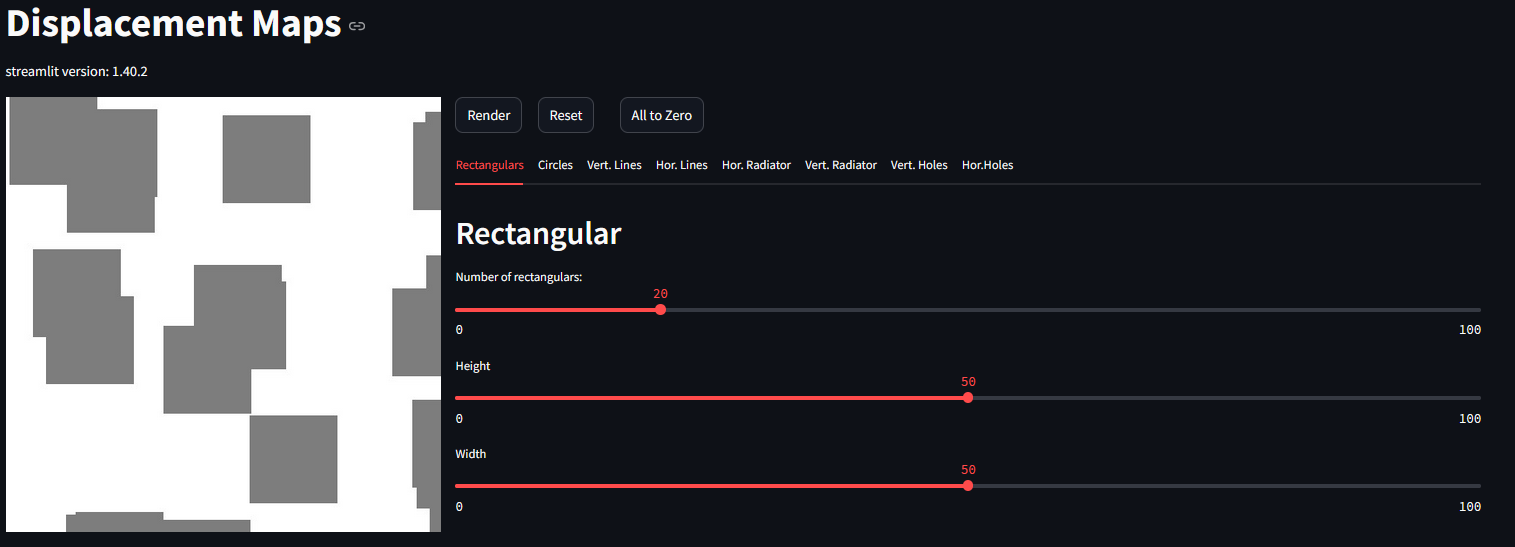 Displacement Maps
streamlit version: 1.40.2
Render Reset All to Zero
Rectangulars Circles Vert. Lines Hor. Lines Hor. Radiator Vert. Radiator Vert. Holes Hor.Holes
Rectangular
Number of rectangulars:
20
0 100
Height
50
0 100
Width
50
0 100